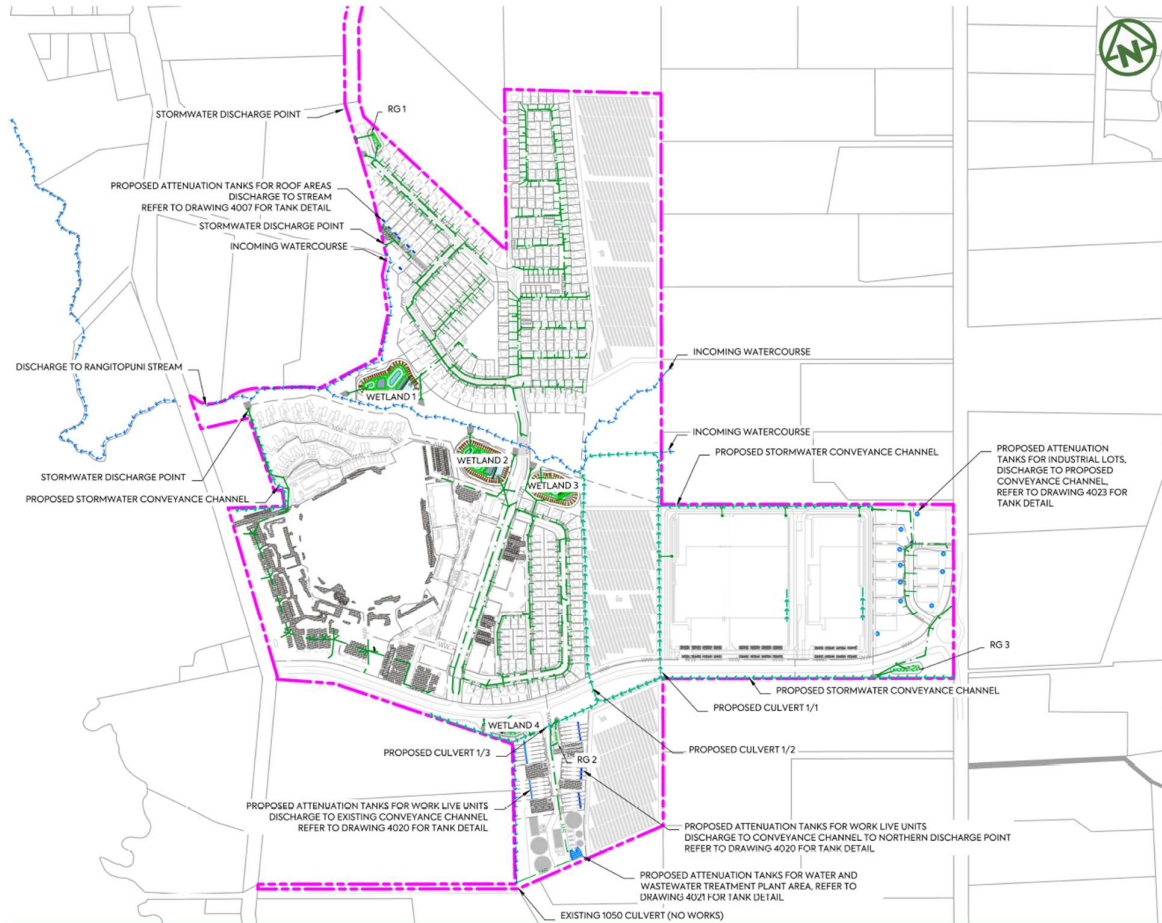 N
STORMWATER DISCHARGE POINT
RG 1
PROPOSED ATTENUATION TANKS FOR ROOF AREAS
DISCHARGE TO STREAM
REFER TO DRAWING 4007 FOR TANK DETAIL
STORMWATER DISCHARGE POINT
INCOMING WATERCOURSE
INCOMING WATERCOURSE
DISCHARGE TO RANGITOPUNI STREAM
WETLAND 1
INCOMING WATERCOURSE
PROPOSED STORMWATER CONVEYANCE CHANNEL
PROPOSED ATTENUATION
TANKS FOR INDUSTRIAL LOTS,
DISCHARGE TO PROPOSED
CONVEYANCE CHANNEL,
REFER TO DRAWING 4023 FOR
TANK DETAIL
WETLAND 2
WETLAND 3
STORMWATER DISCHARGE POINT
PROPOSED STORMWATER CONVEYANCE CHANNEL
RG 3
PROPOSED STORMWATER CONVEYANCE CHANNEL
PROPOSED CULVERT 1/1
WETLAND 4
PROPOSED CULVERT 1/3
PROPOSED CULVERT 1/2
RG 2
PROPOSED ATTENUATION TANKS FOR WORK LIVE UNITS
DISCHARGE TO EXISTING CONVEYANCE CHANNEL
REFER TO DRAWING 4020 FOR TANK DETAIL
PROPOSED ATTENUATION TANKS FOR WORK LIVE UNITS
DISCHARGE TO CONVEYANCE CHANNEL TO NORTHERN DISCHARGE POINT
REFER TO DRAWING 4020 FOR TANK DETAIL
PROPOSED ATTENUATION TANKS FOR WATER AND
WASTEWATER TREATMENT PLANT AREA, REFER TO
DRAWING 4021 FOR TANK DETAIL
EXISTING 1050 CULVERT (NO WORKS)